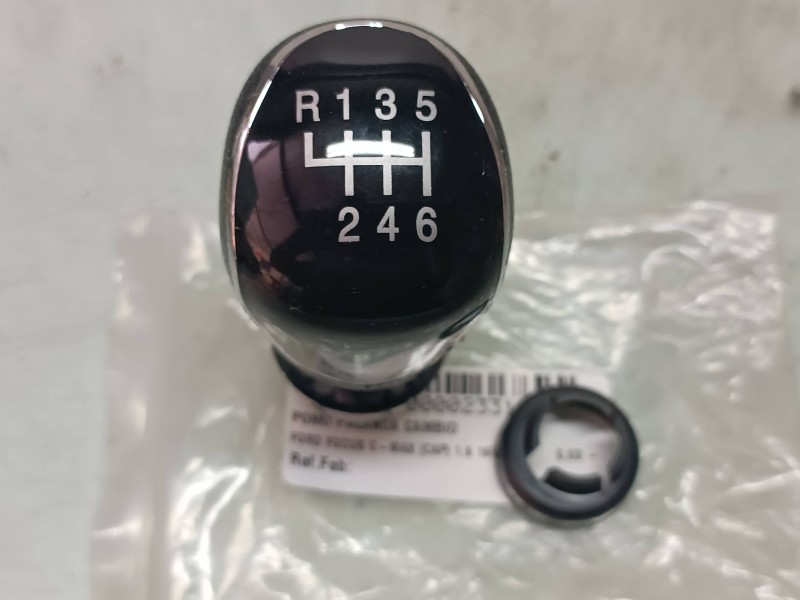 R 1 3 5
2 4 6
POMO PALANCA CAMBIO
FORD FOCUS C-MAX (CAP) 1.6
Ref.Fab: